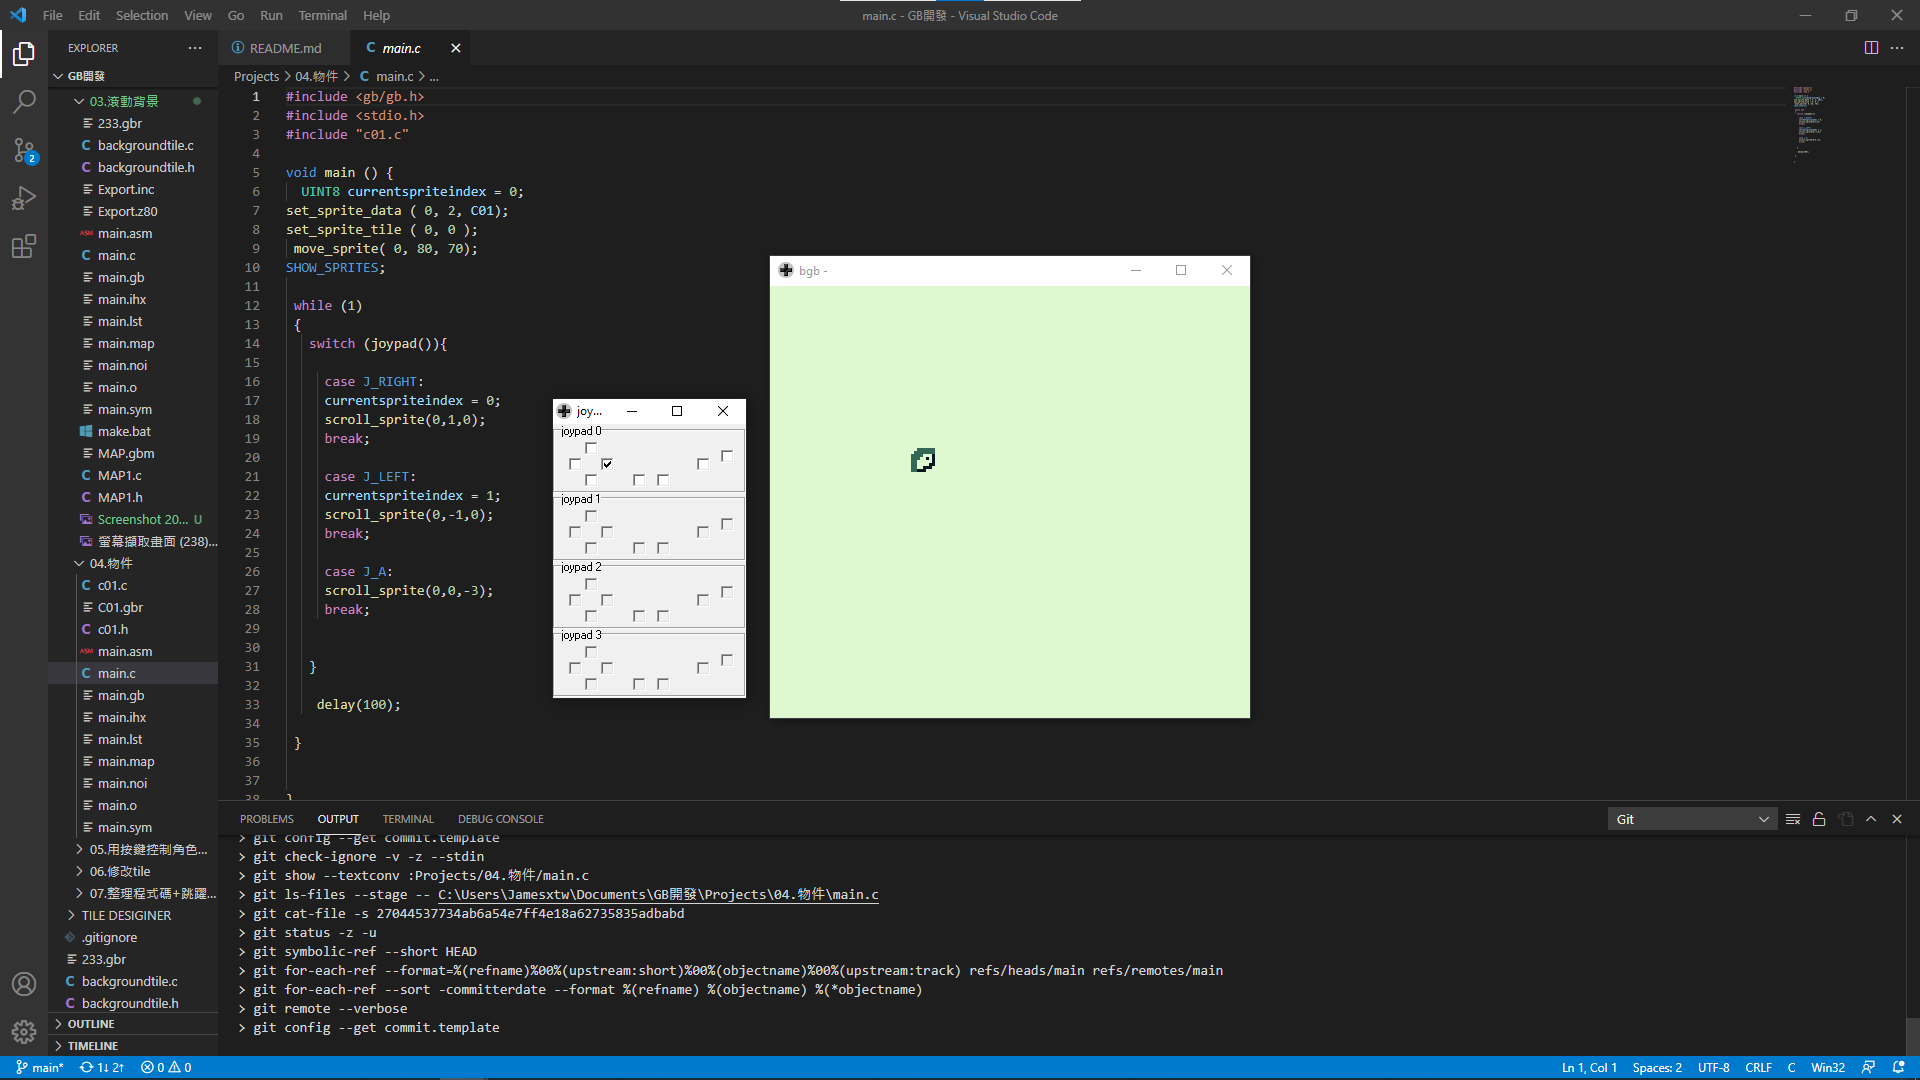 File Edit Selection View Go Run Terminal Help
main.c - GB開發 - Visual Studio Code
EXPLORER
GB開發
03.滾動背景
233.gbr
backgroundtile.c
backgroundtile.h
Export.inc
Export.z80
ASM main.asm
C main.c
main.gb
main.ihx
main.lst
main.map
main.noi
main.o
main.sym
make.bat
MAP.gbm
C MAP1.c
C MAP1.h
Screenshot 20... U
螢幕擷取畫面 (238)...
04.物件
C c01.c
C01.gbr
C c01.h
ASM main.asm
C main.c
main.gb
main.ihx
main.lst
main.map
main.noi
main.o
main.sym
05.用按鍵控制角色...
06.修改tile
07.整理程式碼+跳躍...
TILE DESIGINER
.gitignore
233.gbr
C backgroundtile.c
C backgroundtile.h
OUTLINE
TIMELINE
2
README.md
C main.c
Projects > 04.物件 > C main.c > ...
1 #include <gb/gb.h>
2 #include <stdio.h>
3 #include "c01.c"
4
5 void main () {
6 UINT8 currentspriteindex = 0;
7 set_sprite_data ( 0, 2, C01);
8 set_sprite_tile ( 0, 0 );
9 move_sprite( 0, 80, 70);
10 SHOW_SPRITES;
11
12 while (1)
13 {
14 switch (joypad()){
15
16 case J_RIGHT:
17 currentspriteindex = 0;
18 scroll_sprite(0,1,0);
19 break;
20
21 case J_LEFT:
22 currentspriteindex = 1;
23 scroll_sprite(0,-1,0);
24 break;
25
26 case J_A:
27 scroll_sprite(0,0,-3);
28 break;
29
30
31 }
32
33 delay(100);
34
35 }
36
37
38 }
joy...
joypad 0
joypad 1
joypad 2
joypad 3
bgb -
PROBLEMS OUTPUT TERMINAL DEBUG CONSOLE
Git
> git config --get commit.template
> git check-ignore -v -z --stdin
> git show --textconv :Projects/04.物件/main.c
> git ls-files --stage -- C:\Users\Jamesxtw\Documents\GB開發\Projects\04.物件\main.c
> git cat-file -s 27044537734ab6a54e7ff4e18a62735835adbabd
> git status -z -u
> git symbolic-ref --short HEAD
> git for-each-ref --format=%(refname)%00%(upstream:short)%00%(objectname)%00%(upstream:track) refs/heads/main refs/remotes/main
> git for-each-ref --sort -committerdate --format %(refname) %(objectname) %(*objectname)
> git remote --verbose
> git config --get commit.template
main* 1↓ 2↑ 0 0
Ln 1, Col 1 Spaces: 2 UTF-8 CRLF C Win32